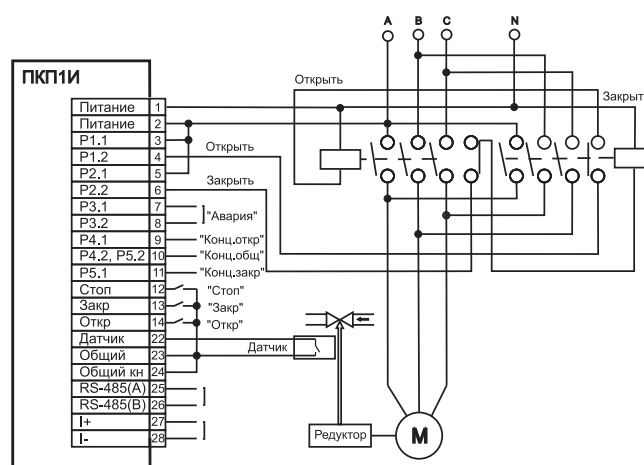 A B C N
ПКП1И
Открыть
Закрыт
Питание 1
Питание 2
P1.1 3
P1.2 4 Открыть
P2.1 5
P2.2 6 Закрыть
P3.1 7
"Авария"
P3.2 8
P4.1 9 "Конц.откр"
P4.2, P5.2 10 "Конц.общ"
P5.1 11 "Конц.закр"
Стоп 12 "Стоп"
Закр 13 "Закр"
Откр 14 "Откр"
Датчик 22
Датчик
Общий 23
Общий кн 24
RS-485(A) 25
RS-485(B) 26
I+ 27
I- 28
Редуктор
М